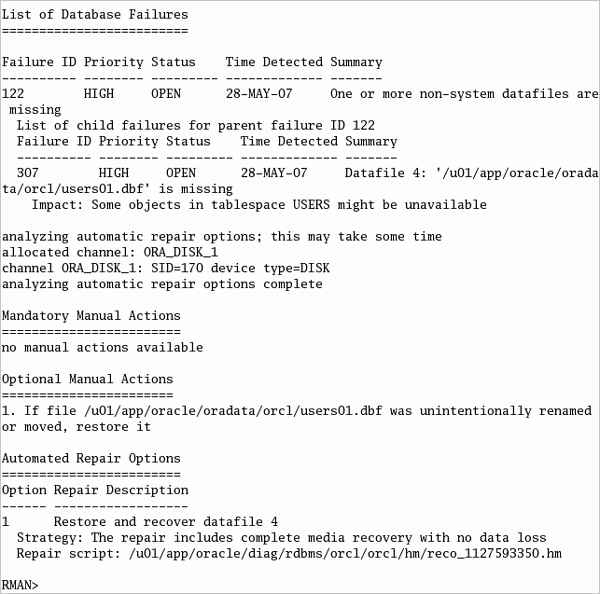 List of Database Failures
=========================
Failure ID Priority Status    Time Detected Summary
---------- -------- --------- ------------- -------
122        HIGH     OPEN      28-MAY-07     One or more non-system datafiles are
 missing
  List of child failures for parent failure ID 122
  Failure ID Priority Status    Time Detected Summary
  ---------- -------- --------- ------------- -------
  307        HIGH     OPEN      28-MAY-07     Datafile 4: '/u01/app/oracle/orada
ta/orcl/users01.dbf' is missing
    Impact: Some objects in tablespace USERS might be unavailable
analyzing automatic repair options; this may take some time
allocated channel: ORA_DISK_1
channel ORA_DISK_1: SID=170 device type=DISK
analyzing automatic repair options complete
Mandatory Manual Actions
========================
no manual actions available
Optional Manual Actions
=======================
1. If file /u01/app/oracle/oradata/orcl/users01.dbf was unintentionally renamed
or moved, restore it
Automated Repair Options
========================
Option Repair Description
------ ------------------
1      Restore and recover datafile 4
  Strategy: The repair includes complete media recovery with no data loss
  Repair script: /u01/app/oracle/diag/rdbms/orcl/orcl/hm/reco_1127593350.hm
RMAN>